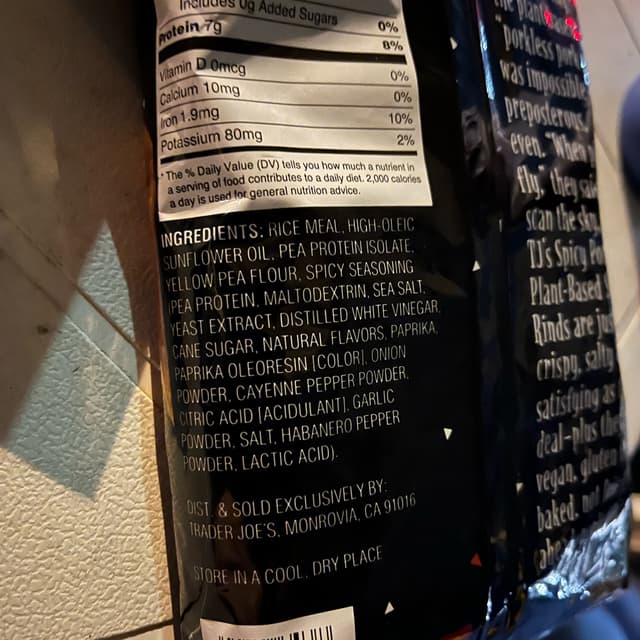 Includes 0g Added Sugars 0%
Protein 7g 8%
Vitamin D 0mcg 0%
Calcium 10mg 0%
Iron 1.9mg 10%
Potassium 80mg 2%
* The % Daily Value (DV) tells you how much a nutrient in
a serving of food contributes to a daily diet. 2,000 calories
a day is used for general nutrition advice.
INGREDIENTS: RICE MEAL, HIGH-OLEIC
SUNFLOWER OIL, PEA PROTEIN ISOLATE,
YELLOW PEA FLOUR, SPICY SEASONING
(PEA PROTEIN, MALTODEXTRIN, SEA SALT,
YEAST EXTRACT, DISTILLED WHITE VINEGAR,
CANE SUGAR, NATURAL FLAVORS, PAPRIKA,
PAPRIKA OLEORESIN [COLOR], ONION
POWDER, CAYENNE PEPPER POWDER,
CITRIC ACID [ACIDULANT], GARLIC
POWDER, SALT, HABANERO PEPPER
POWDER, LACTIC ACID).
DIST. & SOLD EXCLUSIVELY BY:
TRADER JOE'S, MONROVIA, CA 91016
STORE IN A COOL, DRY PLACE
"porkless
was
even.
fly," they
scan the
TJ's Spicy
Plant-Based
Rinds are
crispy, salty
satisfying as
deal-plus
vegan, gluten
baked, not